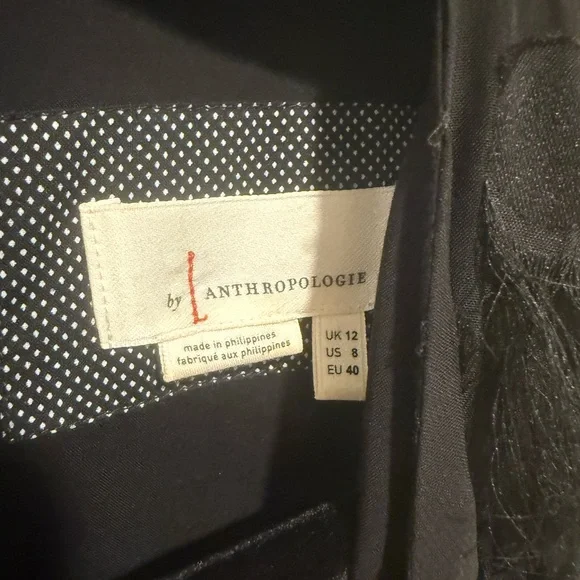 by ANTHROPOLOGIE
made in philippines
fabriqué aux philippines
UK 12
US 8
EU 40